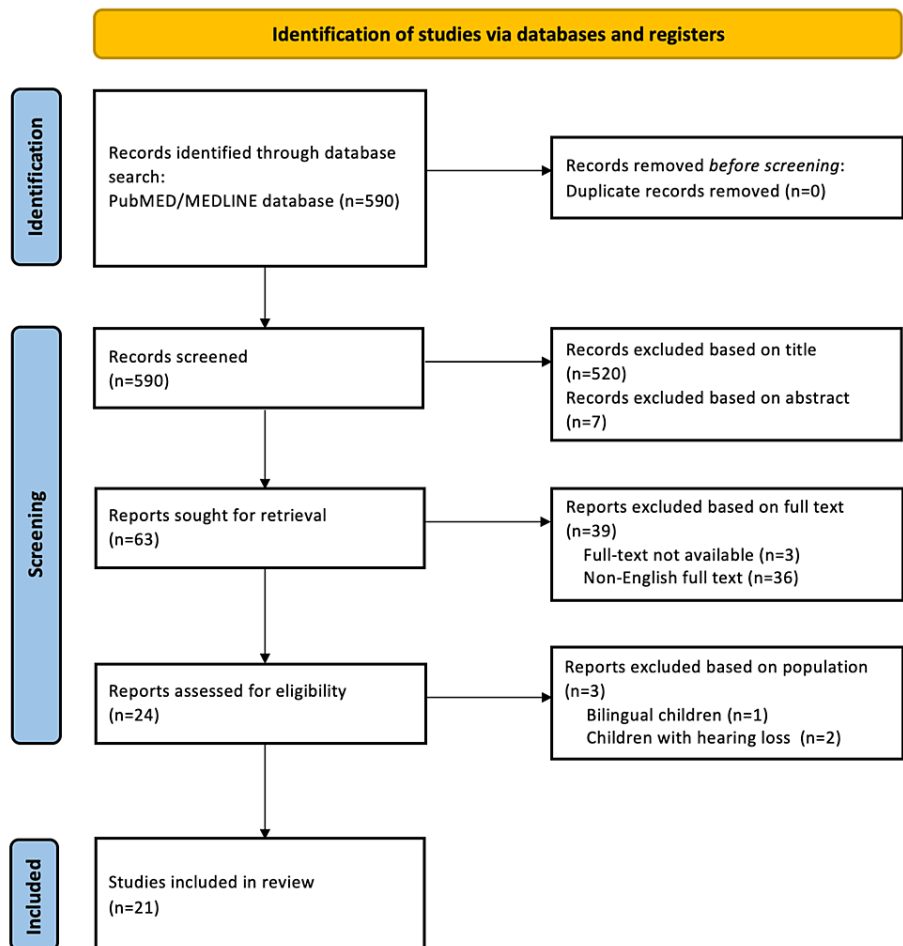 Identification of studies via databases and registers
Identification
Records identified through database
search:
PubMED/MEDLINE database (n=590)
Records removed before screening:
Duplicate records removed (n=0)
Screening
Records screened
(n=590)
Records excluded based on title
(n=520)
Records excluded based on abstract
(n=7)
Reports sought for retrieval
(n=63)
Reports excluded based on full text
(n=39)
Full-text not available (n=3)
Non-English full text (n=36)
Reports assessed for eligibility
(n=24)
Reports excluded based on population
(n=3)
Bilingual children (n=1)
Children with hearing loss (n=2)
Included
Studies included in review
(n=21)